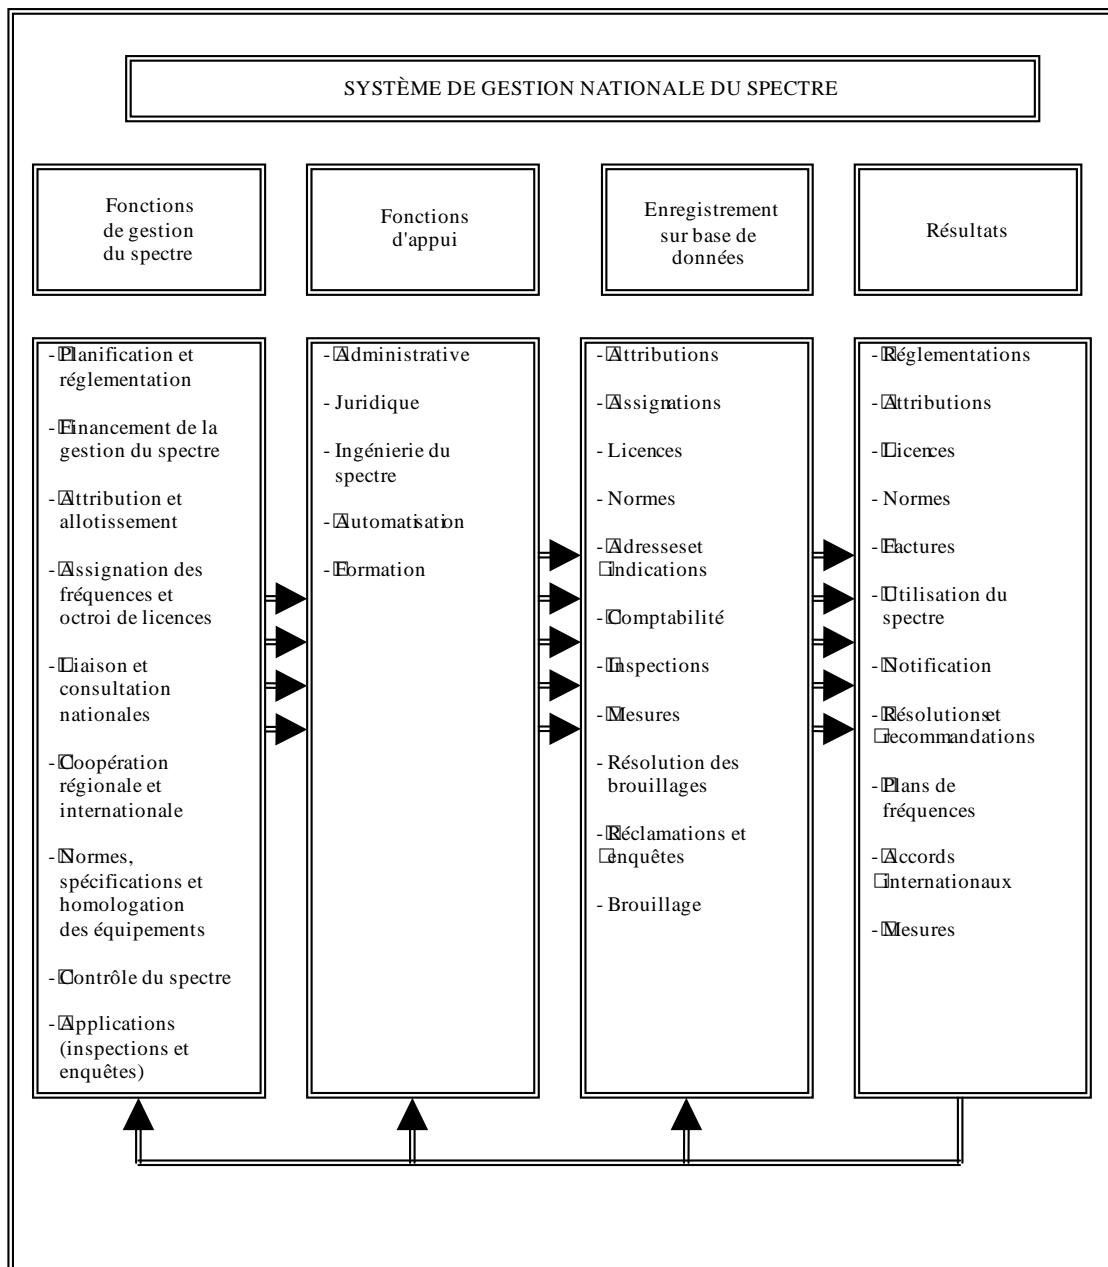 SYSTÈME DE GESTION NATIONALE DU SPECTRE
Fonctions
de gestion
du spectre
Fonctions
d'appui
Enregistrement
sur base de
données
Résultats
- Planification et
réglementation
- Financement de la
gestion du spectre
- Attribution et
allotissement
- Assignation des
fréquences et
octroi de licences
- Liaison et
consultation
nationales
- Coopération
régionale et
internationale
- Normes,
spécifications et
homologation
des équipements
- Contrôle du spectre
- Applications
(inspections et
enquêtes)
- Administrative
- Juridique
- Ingénierie du
spectre
- Automatisation
- Formation
- Attributions
- Assignations
- Licences
- Normes
- Adresses et
indications
- Comptabilité
- Inspections
- Mesures
- Résolution des
brouillages
- Réclamations et
enquêtes
- Brouillage
- Réglementations
- Attributions
- Licences
- Normes
- Factures
- Utilisation du
spectre
- Notification
- Résolutions et
recommandations
- Plans de
fréquences
- Accords
internationaux
- Mesures